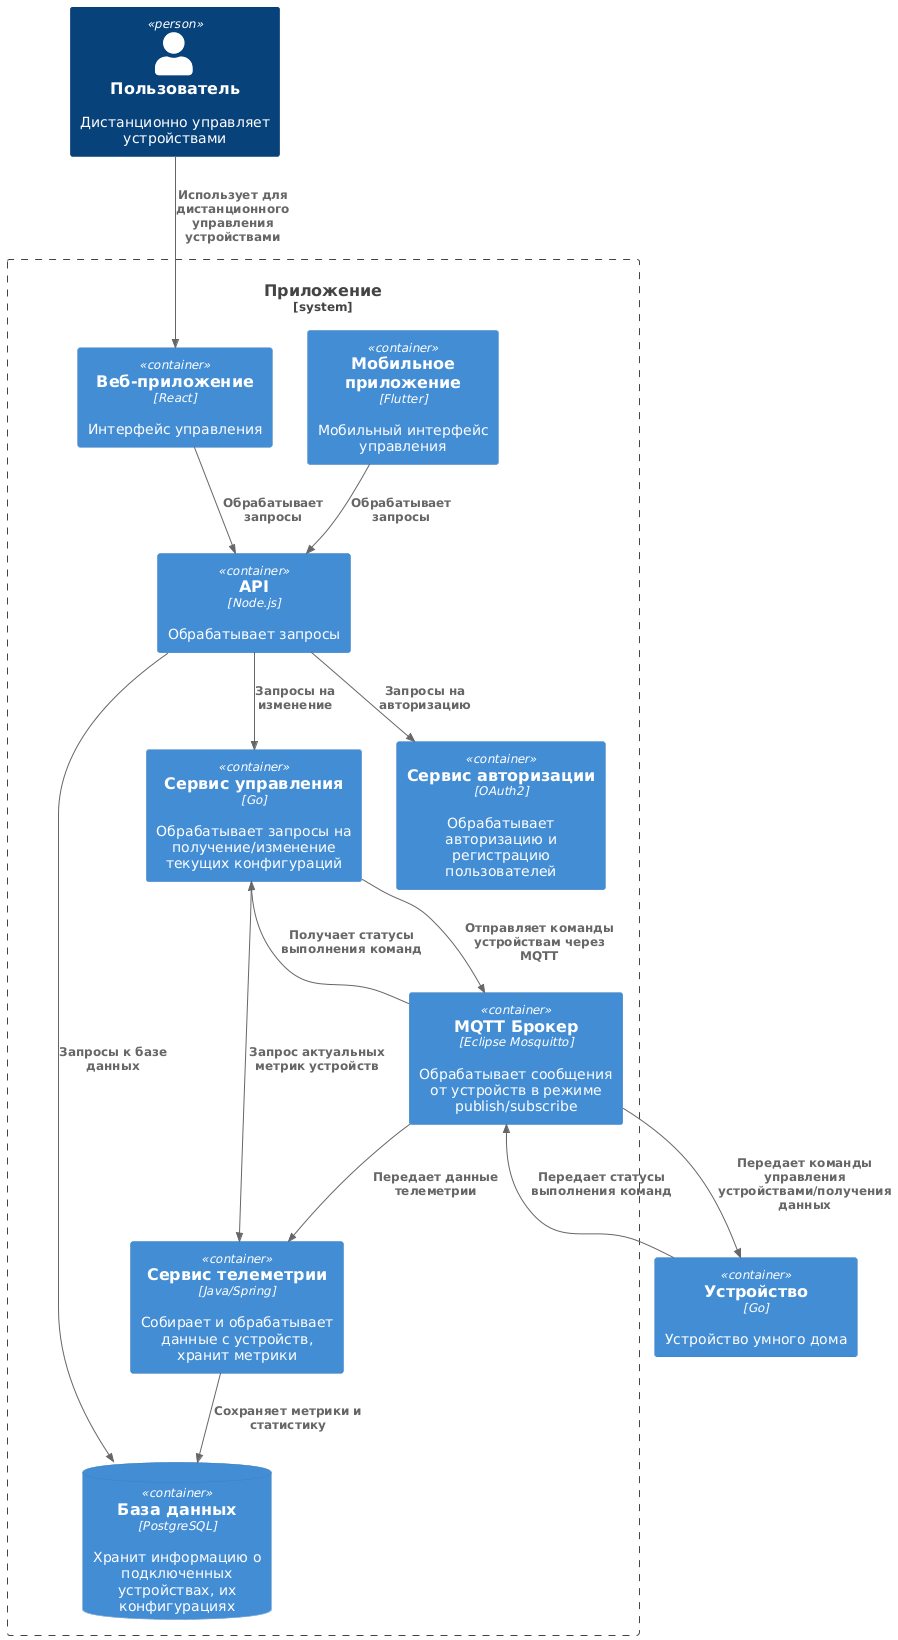 «person»
Пользователь
Дистанционно управляет
устройствами
Использует для
дистанционного
управления
устройствами
Приложение
[system]
«container»
Веб-приложение
[React]
Интерфейс управления
«container»
Мобильное
приложение
[Flutter]
Мобильный интерфейс
управления
Обрабатывает
запросы
Обрабатывает
запросы
«container»
API
[Node.js]
Обрабатывает запросы
Запросы на
изменение
Запросы на
авторизацию
«container»
Сервис управления
[Go]
Обрабатывает запросы на
получение/изменение
текущих конфигураций
«container»
Сервис авторизации
[OAuth2]
Обрабатывает
авторизацию и
регистрацию
пользователей
Получает статусы
выполнения команд
Отправляет команды
устройствам через
MQTT
Запросы к базе
данных
Запрос актуальных
метрик устройств
«container»
MQTT Брокер
[Eclipse Mosquitto]
Обрабатывает сообщения
от устройств в режиме
publish/subscribe
Передает данные
телеметрии
Передает статусы
выполнения команд
Передает команды
управления
устройствами/получения
данных
«container»
Сервис телеметрии
[Java/Spring]
Собирает и обрабатывает
данные с устройств,
хранит метрики
«container»
Устройство
[Go]
Устройство умного дома
Сохраняет метрики и
статистику
«container»
База данных
[PostgreSQL]
Хранит информацию о
подключенных
устройствах, их
конфигурациях